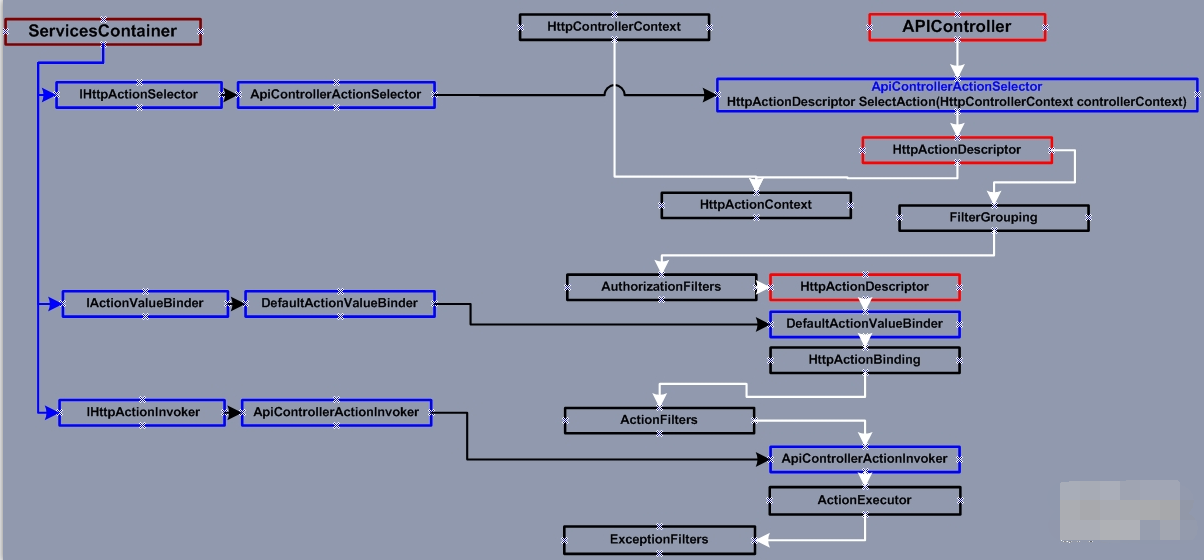 ServicesContainer
HttpControllerContext
APIController
IHttpActionSelector
ApiControllerActionSelector
ApiControllerActionSelector
HttpActionDescriptor SelectAction(HttpControllerContext controllerContext)
HttpActionDescriptor
HttpActionContext
FilterGrouping
AuthorizationFilters
HttpActionDescriptor
IActionValueBinder
DefaultActionValueBinder
DefaultActionValueBinder
HttpActionBinding
IHttpActionInvoker
ApiControllerActionInvoker
ActionFilters
ApiControllerActionInvoker
ActionExecutor
ExceptionFilters